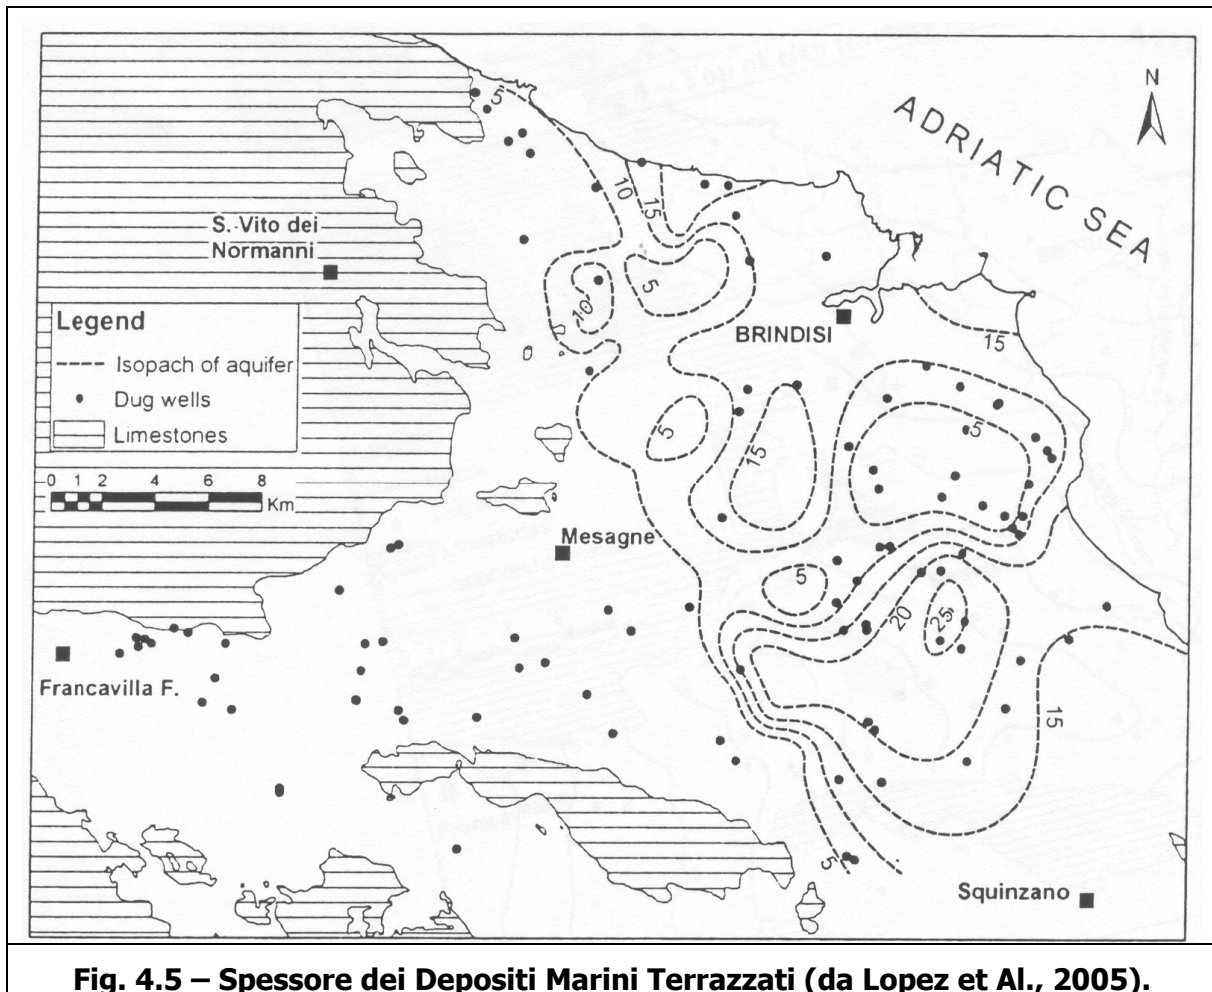 N
ADRIATIC SEA
5
10
15
S. Vito dei
Normanni
5
10
BRINDISI
15
Legend
Isopach of aquifer
Dug wells
Limestones
0 1 2 4 6 8
Km
5
15
5
Mesagne
5
20
25
Francavilla F.
15
5
Squinzano
Fig. 4.5 – Spessore dei Depositi Marini Terrazzati (da Lopez et Al., 2005).